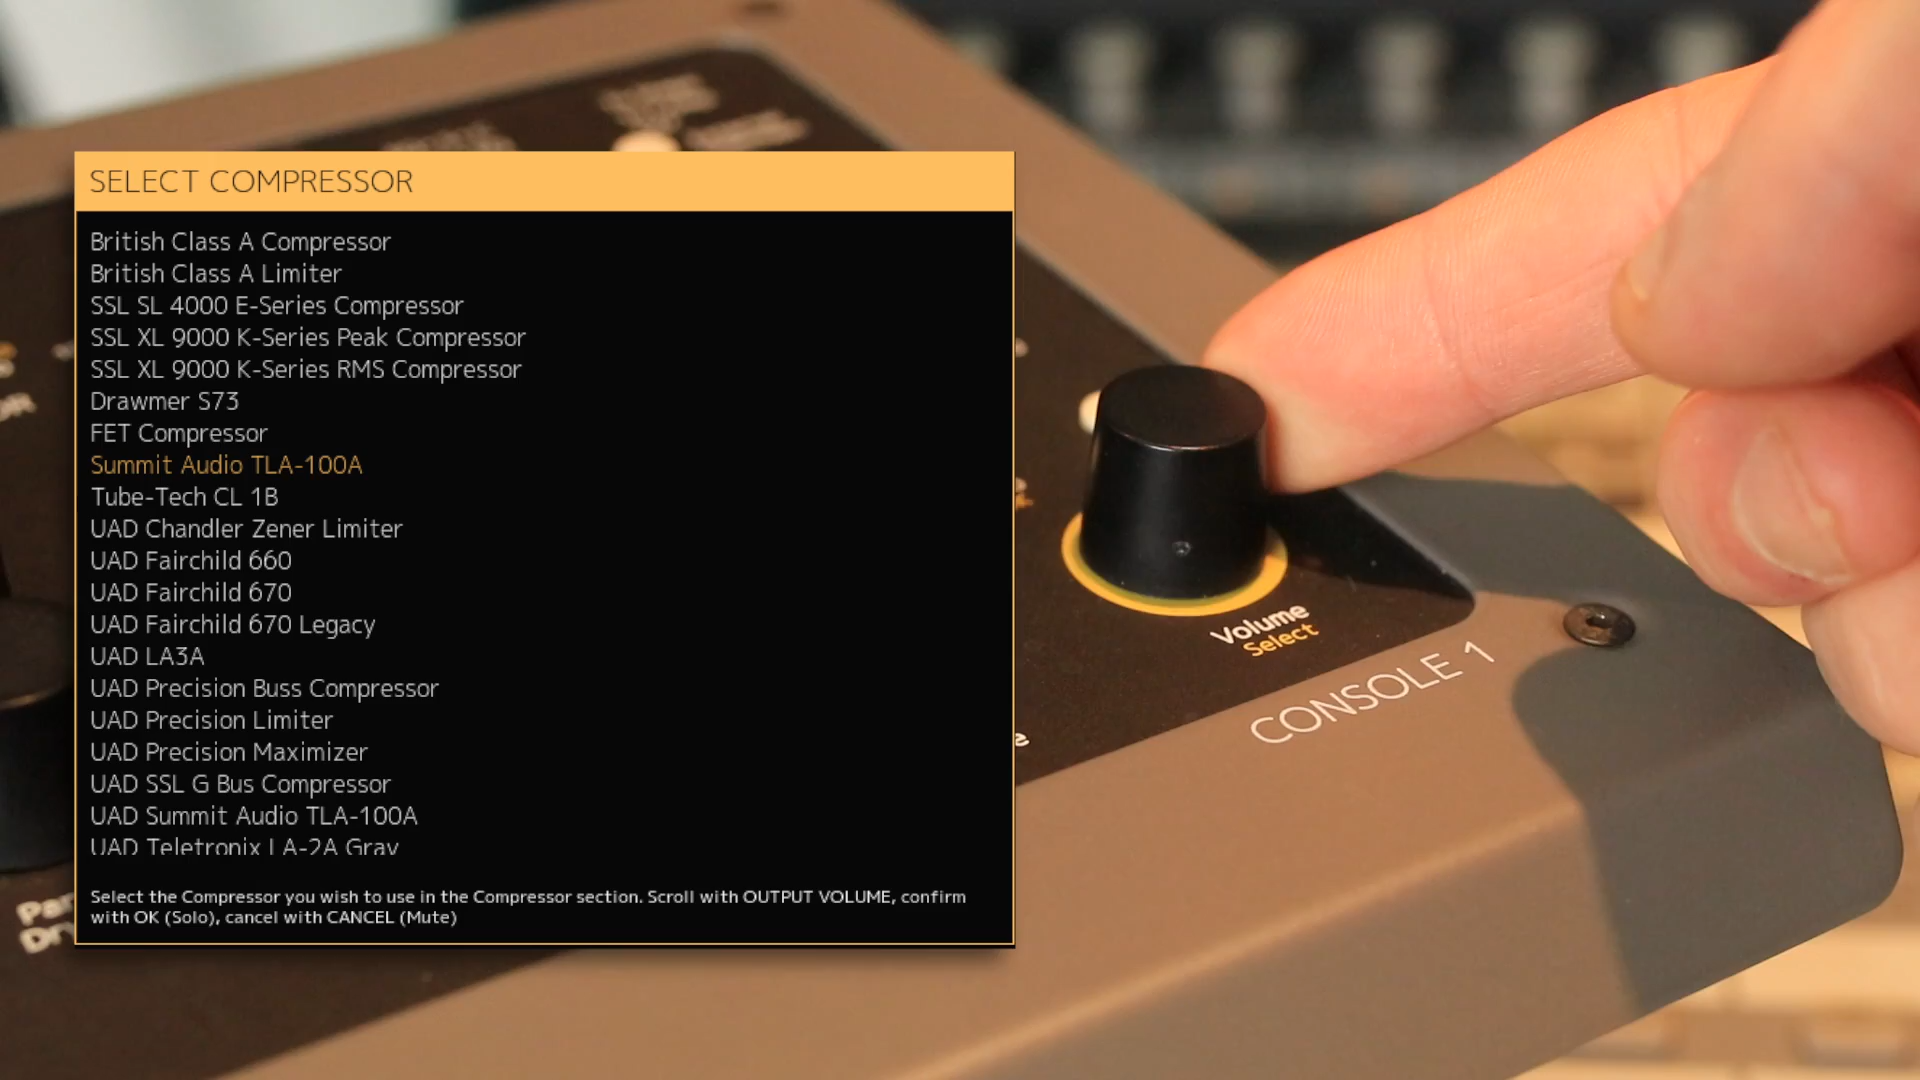 SELECT COMPRESSOR
British Class A Compressor
British Class A Limiter
SSL SL 4000 E-Series Compressor
SSL XL 9000 K-Series Peak Compressor
SSL XL 9000 K-Series RMS Compressor
Drawmer S73
FET Compressor
Summit Audio TLA-100A
Tube-Tech CL 1B
UAD Chandler Zener Limiter
UAD Fairchild 660
UAD Fairchild 670
UAD Fairchild 670 Legacy
UAD LA3A
UAD Precision Buss Compressor
UAD Precision Limiter
UAD Precision Maximizer
UAD SSL G Bus Compressor
UAD Summit Audio TLA-100A
UAD Teletronix LA-2A Gray
Select the Compressor you wish to use in the Compressor section. Scroll with OUTPUT VOLUME, confirm
with OK (Solo), cancel with CANCEL (Mute)
Volume
Select
CONSOLE 1